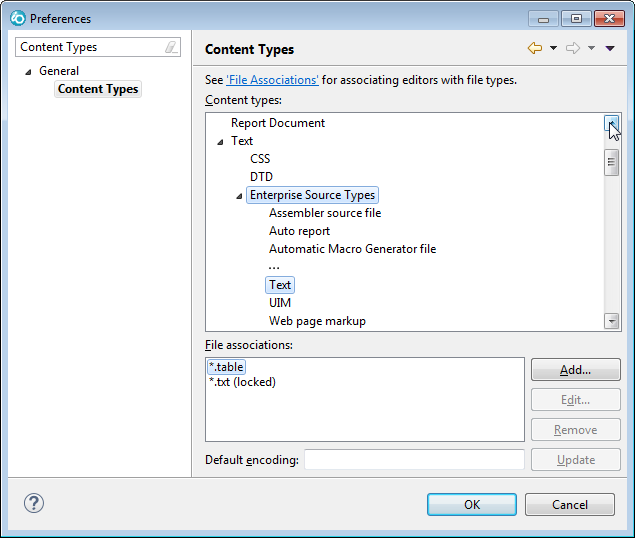 Preferences
Content Types
General
Content Types
Content Types
See 'File Associations' for associating editors with file types.
Content types:
Report Document
Text
CSS
DTD
Enterprise Source Types
Assembler source file
Auto report
Automatic Macro Generator file
...
Text
UIM
Web page markup
File associations:
*.table
*.txt (locked)
Add...
Edit...
Remove
Default encoding:
Update
?
OK
Cancel